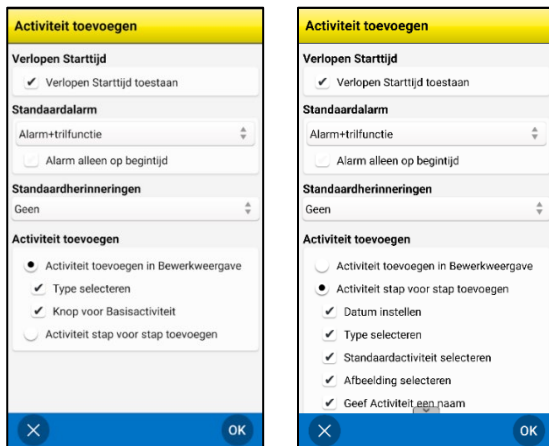 Activiteit toevoegen
Verlopen Starttijd
Verlopen Starttijd toestaan
Standaardalarm
Alarm+trilfunctie
Alarm alleen op begintijd
Standaardherinneringen
Geen
Activiteit toevoegen
Activiteit toevoegen in Bewerkweergave
Type selecteren
Knop voor Basisactiviteit
Activiteit stap voor stap toevoegen
OK
Activiteit toevoegen
Verlopen Starttijd
Verlopen Starttijd toestaan
Standaardalarm
Alarm+trilfunctie
Alarm alleen op begintijd
Standaardherinneringen
Geen
Activiteit toevoegen
Activiteit toevoegen in Bewerkweergave
Activiteit stap voor stap toevoegen
Datum instellen
Type selecteren
Standaardactiviteit selecteren
Afbeelding selecteren
Geef Activiteit een naam
OK